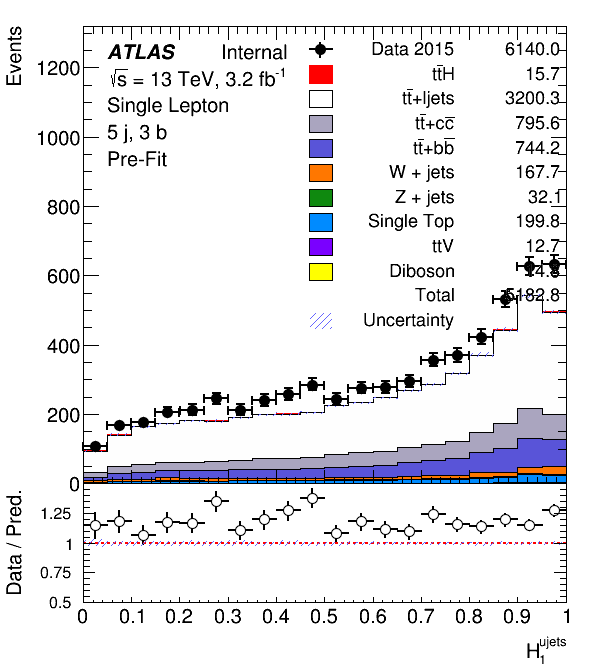 Events
1200
1000
800
600
400
200
0
ATLAS Internal
√s = 13 TeV, 3.2 fb⁻¹
Single Lepton
5 j, 3 b
Pre-Fit
Data 2015 6140.0
tt̄H 15.7
tt̄+ljets 3200.3
tt̄+cc̄ 795.6
tt̄+bb̄ 744.2
W + jets 167.7
Z + jets 32.1
Single Top 199.8
ttV 12.7
Diboson
Total 5182.8
Uncertainty
Data / Pred.
1.25
1
0.75
0.5
0 0.1 0.2 0.3 0.4 0.5 0.6 0.7 0.8 0.9 1
H₁ᵘʲᵉᵗˢ